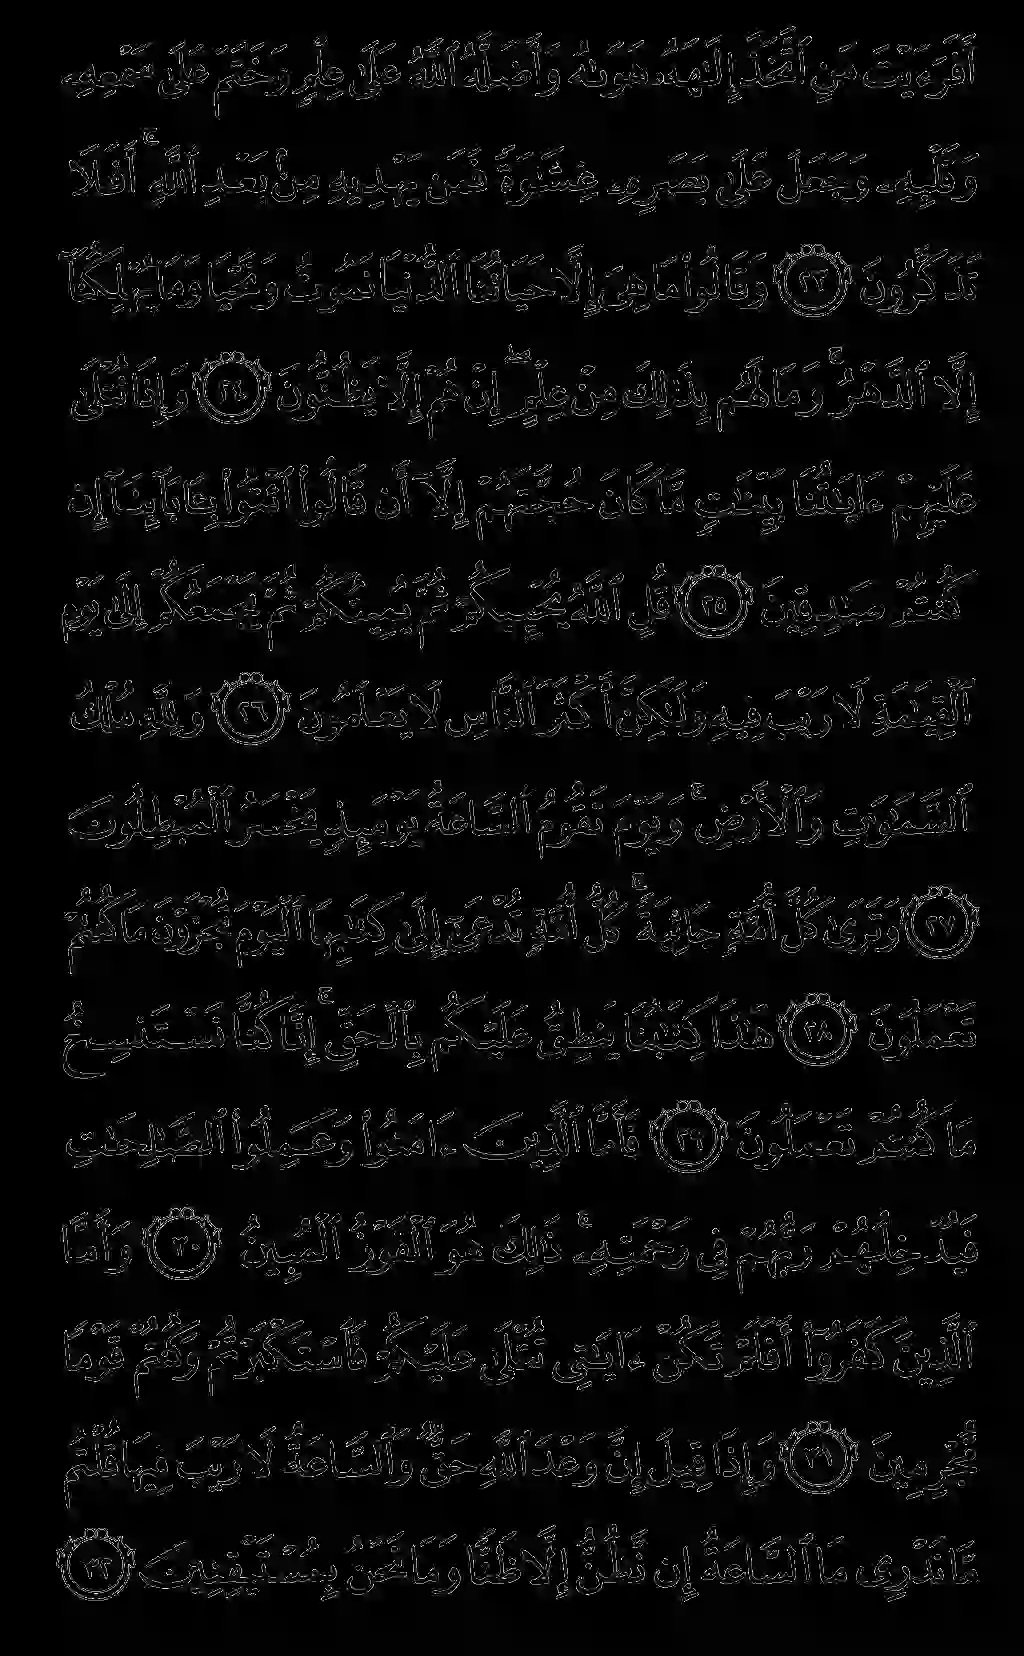 أَفَرَءَيْتَ مَنِ ٱتَّخَذَ إِلَٰهَهُۥ هَوَىٰهُ وَأَضَلَّهُ ٱللَّهُ عَلَىٰ عِلْمٍ وَخَتَمَ عَلَىٰ سَمْعِهِۦ
وَقَلْبِهِۦ وَجَعَلَ عَلَىٰ بَصَرِهِۦ غِشَٰوَةً فَمَن يَهْدِيهِ مِنۢ بَعْدِ ٱللَّهِ ۚ أَفَلَا
تَذَكَّرُونَ ٢٣ وَقَالُوا۟ مَا هِىَ إِلَّا حَيَاتُنَا ٱلدُّنْيَا نَمُوتُ وَنَحْيَا وَمَا يُهْلِكُنَآ
إِلَّا ٱلدَّهْرُ ۚ وَمَا لَهُم بِذَٰلِكَ مِنْ عِلْمٍ ۖ إِنْ هُمْ إِلَّا يَظُنُّونَ ٢٤ وَإِذَا تُتْلَىٰ
عَلَيْهِمْ ءَايَٰتُنَا بَيِّنَٰتٍ مَّا كَانَ حُجَّتَهُمْ إِلَّآ أَن قَالُوا۟ ٱئْتُوا۟ بِـَٔابَآئِنَآ إِن
كُنتُمْ صَٰدِقِينَ ٢٥ قُلِ ٱللَّهُ يُحْيِيكُمْ ثُمَّ يُمِيتُكُمْ ثُمَّ يَجْمَعُكُمْ إِلَىٰ يَوْمِ
ٱلْقِيَٰمَةِ لَا رَيْبَ فِيهِ وَلَٰكِنَّ أَكْثَرَ ٱلنَّاسِ لَا يَعْلَمُونَ ٢٦ وَلِلَّهِ مُلْكُ
ٱلسَّمَٰوَٰتِ وَٱلْأَرْضِ ۚ وَيَوْمَ تَقُومُ ٱلسَّاعَةُ يَوْمَئِذٍ يَخْسَرُ ٱلْمُبْطِلُونَ
٢٧ وَتَرَىٰ كُلَّ أُمَّةٍ جَاثِيَةً ۚ كُلُّ أُمَّةٍ تُدْعَىٰٓ إِلَىٰ كِتَٰبِهَا ٱلْيَوْمَ تُجْزَوْنَ مَا كُنتُمْ
تَعْمَلُونَ ٢٨ هَٰذَا كِتَٰبُنَا يَنطِقُ عَلَيْكُم بِٱلْحَقِّ ۚ إِنَّا كُنَّا نَسْتَنسِخُ
مَا كُنتُمْ تَعْمَلُونَ ٢٩ فَأَمَّا ٱلَّذِينَ ءَامَنُوا۟ وَعَمِلُوا۟ ٱلصَّٰلِحَٰتِ
فَيُدْخِلُهُمْ رَبُّهُمْ فِى رَحْمَتِهِۦ ۚ ذَٰلِكَ هُوَ ٱلْفَوْزُ ٱلْمُبِينُ ٣٠ وَأَمَّا
ٱلَّذِينَ كَفَرُوٓا۟ أَفَلَمْ تَكُنْ ءَايَٰتِى تُتْلَىٰ عَلَيْكُمْ فَٱسْتَكْبَرْتُمْ وَكُنتُمْ قَوْمًا
مُّجْرِمِينَ ٣١ وَإِذَا قِيلَ إِنَّ وَعْدَ ٱللَّهِ حَقٌّ وَٱلسَّاعَةُ لَا رَيْبَ فِيهَا قُلْتُم
مَّا نَدْرِى مَا ٱلسَّاعَةُ إِن نَّظُنُّ إِلَّا ظَنًّا وَمَا نَحْنُ بِمُسْتَيْقِنِينَ ٣٢